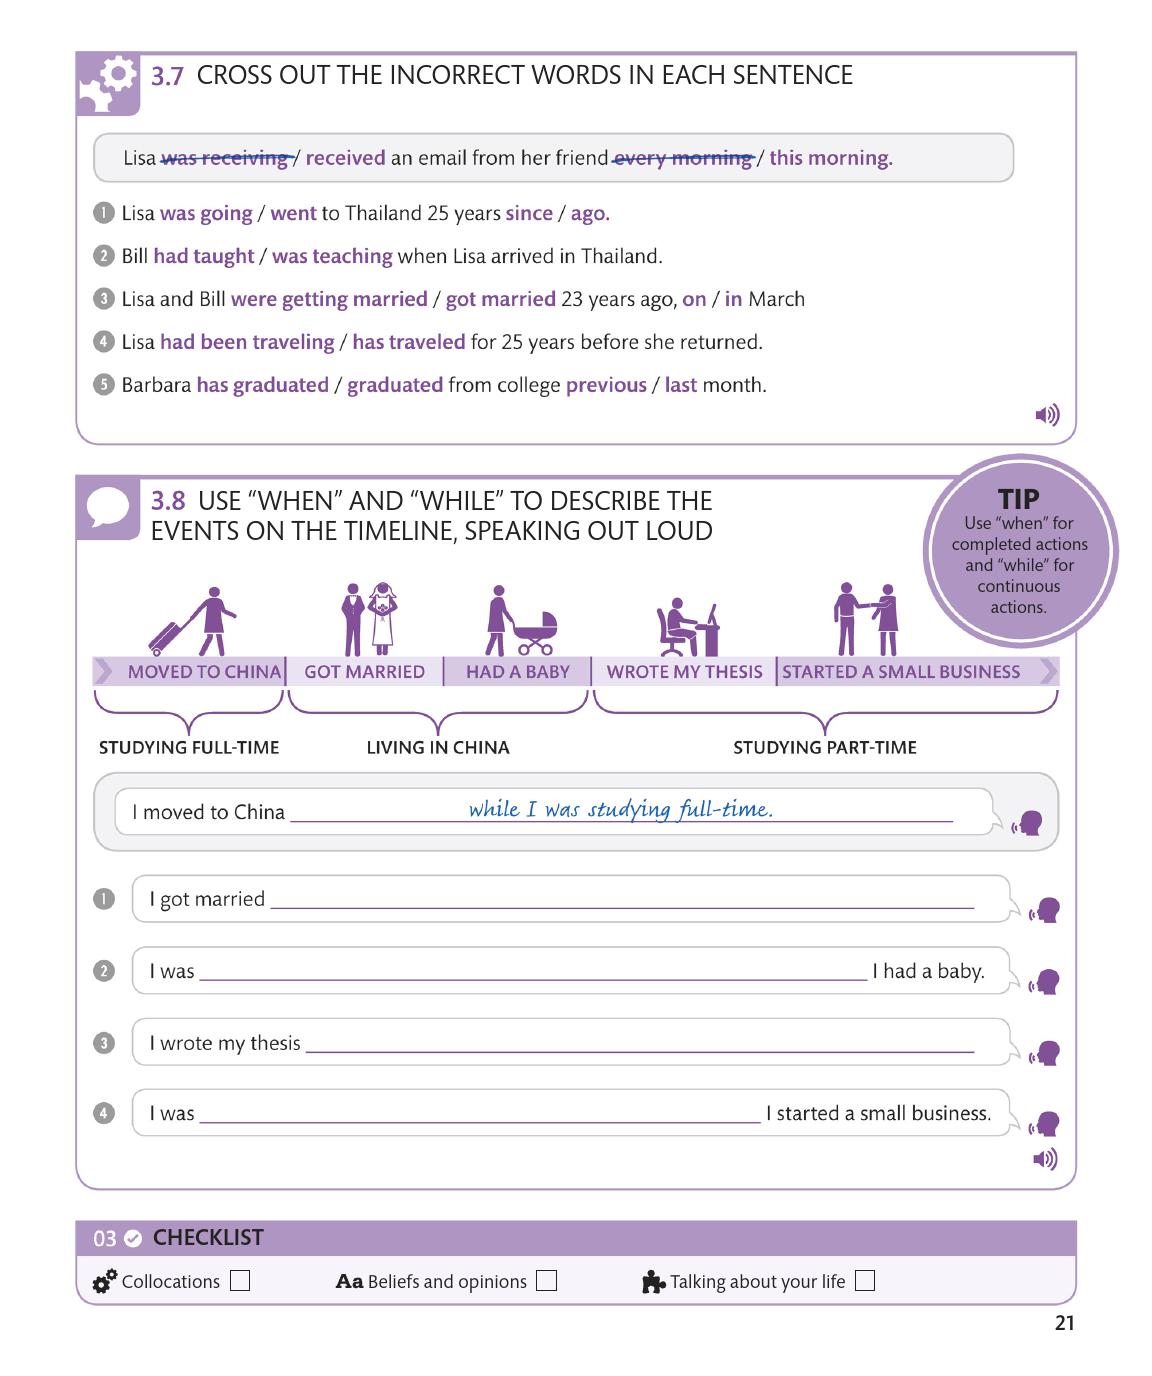 3.7 CROSS OUT THE INCORRECT WORDS IN EACH SENTENCE
Lisa was receiving / received an email from her friend every morning / this morning.
1 Lisa was going / went to Thailand 25 years since / ago.
2 Bill had taught / was teaching when Lisa arrived in Thailand.
3 Lisa and Bill were getting married / got married 23 years ago, on / in March
4 Lisa had been traveling / has traveled for 25 years before she returned.
5 Barbara has graduated / graduated from college previous / last month.
3.8 USE “WHEN” AND “WHILE” TO DESCRIBE THE
EVENTS ON THE TIMELINE, SPEAKING OUT LOUD
TIP
Use “when” for
completed actions
and “while” for
continuous
actions.
MOVED TO CHINA GOT MARRIED HAD A BABY WROTE MY THESIS STARTED A SMALL BUSINESS
STUDYING FULL-TIME LIVING IN CHINA STUDYING PART-TIME
I moved to China while I was studying full-time.
1 I got married
2 I was I had a baby.
3 I wrote my thesis
4 I was I started a small business.
03 CHECKLIST
Collocations Aa Beliefs and opinions Talking about your life
21